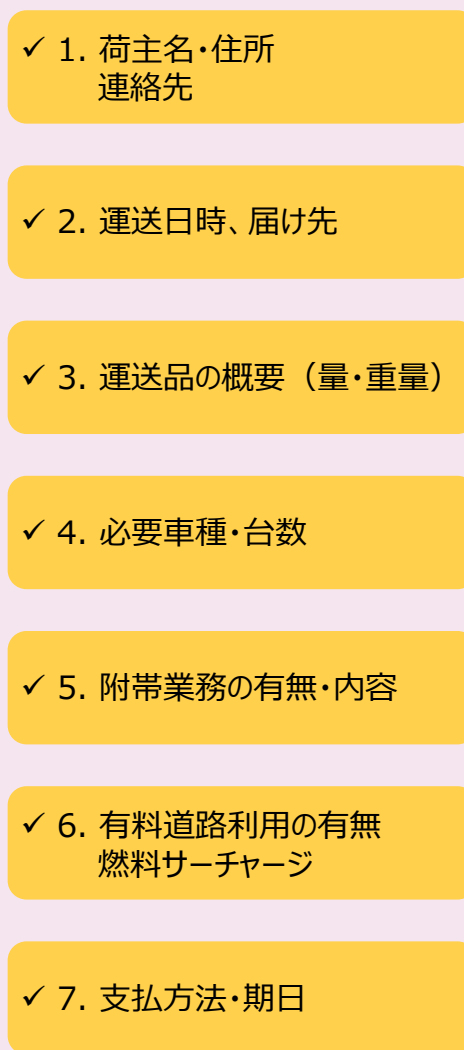 ✓ 1. 荷主名・住所
連絡先
✓ 2. 運送日時、届け先
✓ 3. 運送品の概要（量・重量）
✓ 4. 必要車種・台数
✓ 5. 附帯業務の有無・内容
✓ 6. 有料道路利用の有無
燃料サーチャージ
✓ 7. 支払方法・期日